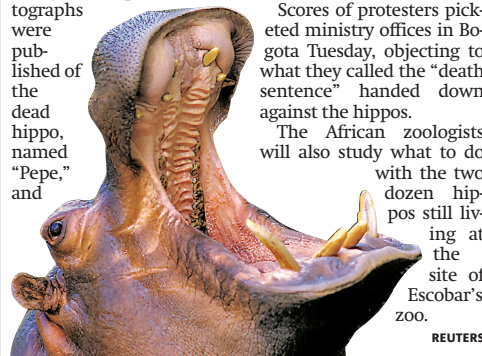 tographs
were
pub-
lished of
the
dead
hippo,
named
“Pepe,”
and
Scores of protesters pick-
eted ministry offices in Bo-
gota Tuesday, objecting to
what they called the “death
sentence” handed down
against the hippos.
The African zoologists
will also study what to do
with the two
dozen hip-
pos still liv-
ing at
the
site of
Escobar’s
zoo.
REUTERS